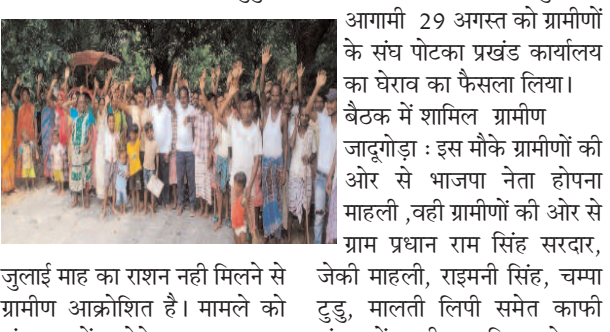 जुलाई माह का राशन नही मिलने से
ग्रामीण आक्रोशित है। मामले को
आगामी 29 अगस्त को ग्रामीणों
के संघ पोटका प्रखंड कार्यालय
का घेराव का फैसला लिया।
बैठक में शामिल ग्रामीण
जादूगोड़ा : इस मौके ग्रामीणों की
ओर से भाजपा नेता होपना
माहली ,वही ग्रामीणों की ओर से
ग्राम प्रधान राम सिंह सरदार,
जेकी माहली, राइमनी सिंह, चम्पा
टुडु, मालती लिपी समेत काफी